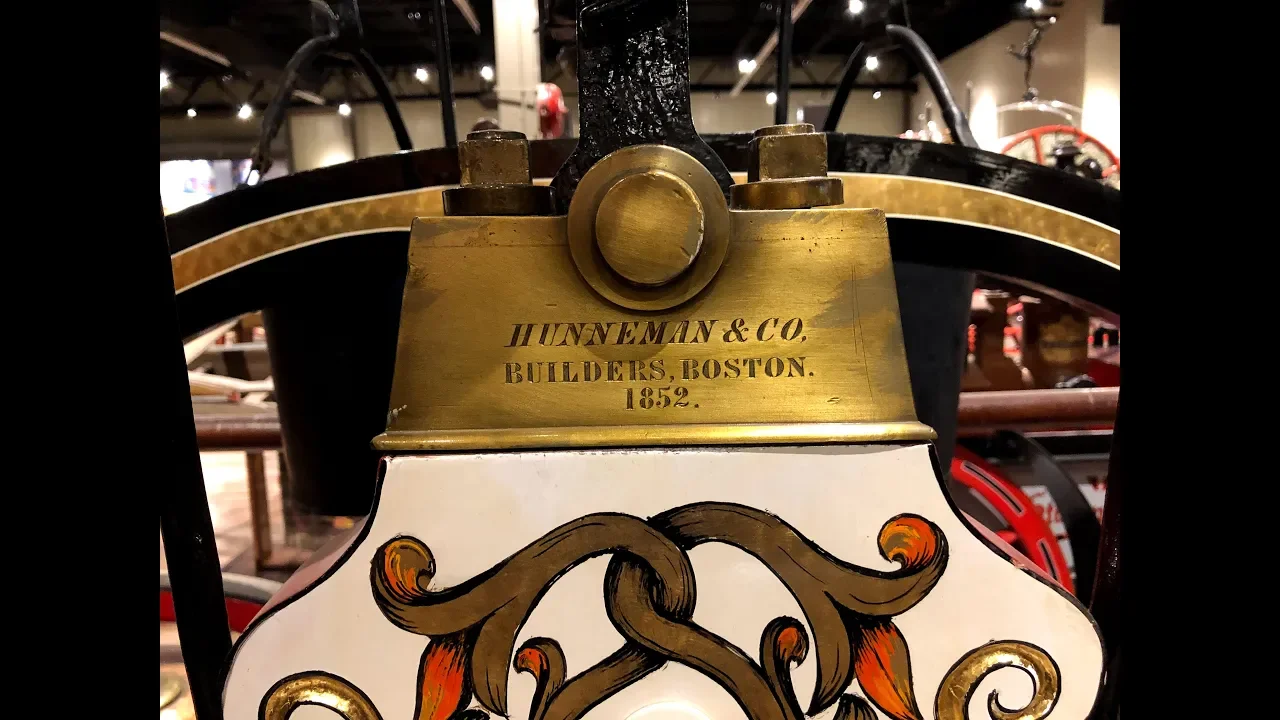 HUNNEMAN & CO.
BUILDERS, BOSTON.
1852.